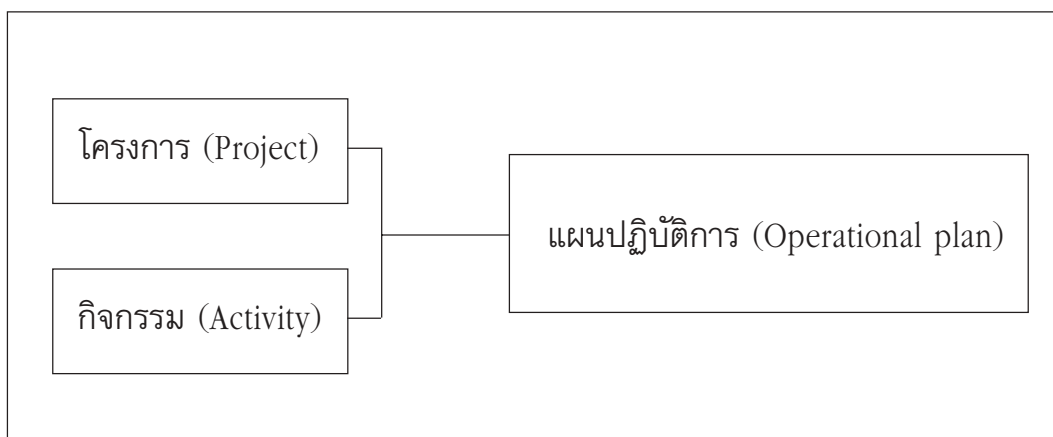 โครงการ (Project)
กิจกรรม (Activity)
แผนปฏิบัติการ (Operational plan)